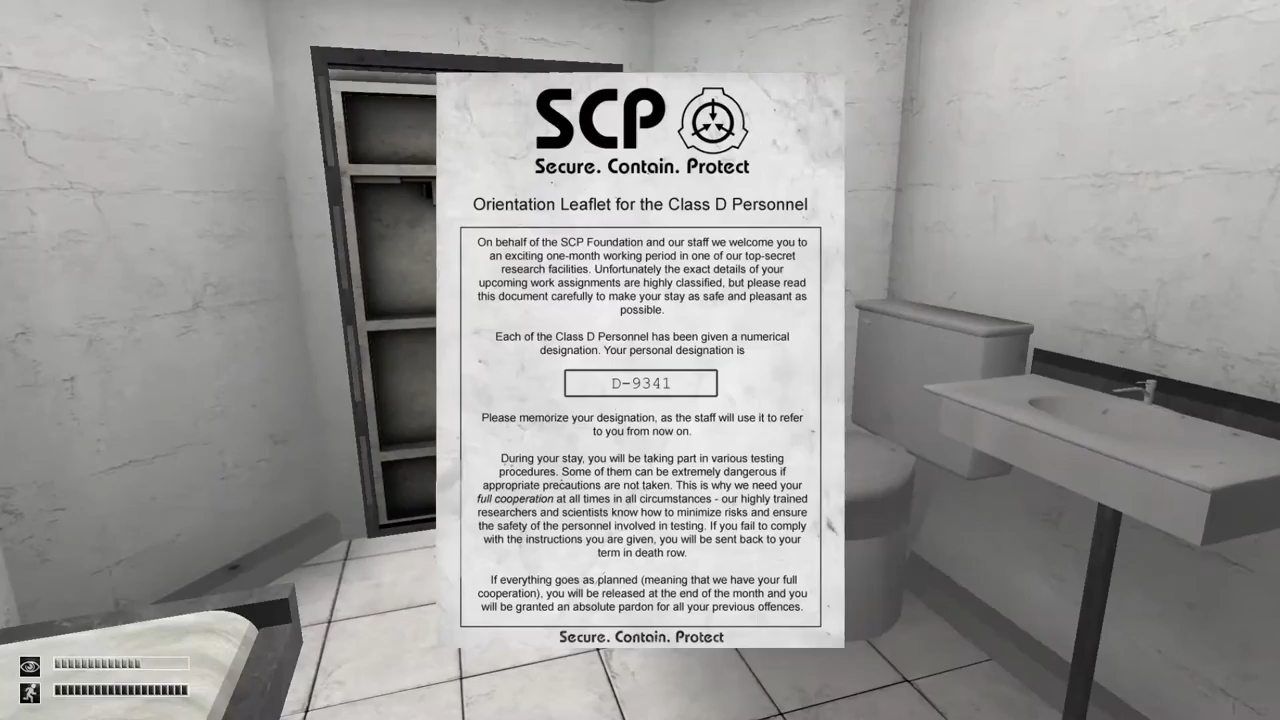 SCP
Secure. Contain. Protect
Orientation Leaflet for the Class D Personnel
On behalf of the SCP Foundation and our staff we welcome you to
an exciting one-month working period in one of our top-secret
research facilities. Unfortunately the exact details of your
upcoming work assignments are highly classified, but please read
this document carefully to make your stay as safe and pleasant as
possible.
Each of the Class D Personnel has been given a numerical
designation. Your personal designation is
D-9341
Please memorize your designation, as the staff will use it to refer
to you from now on.
During your stay, you will be taking part in various testing
procedures. Some of them can be extremely dangerous if
appropriate precautions are not taken. This is why we need your
full cooperation at all times in all circumstances - our highly trained
researchers and scientists know how to minimize risks and ensure
the safety of the personnel involved in testing. If you fail to comply
with the instructions you are given, you will be sent back to your
term in death row.
If everything goes as planned (meaning that we have your full
cooperation), you will be released at the end of the month and you
will be granted an absolute pardon for all your previous offences.
Secure. Contain. Protect